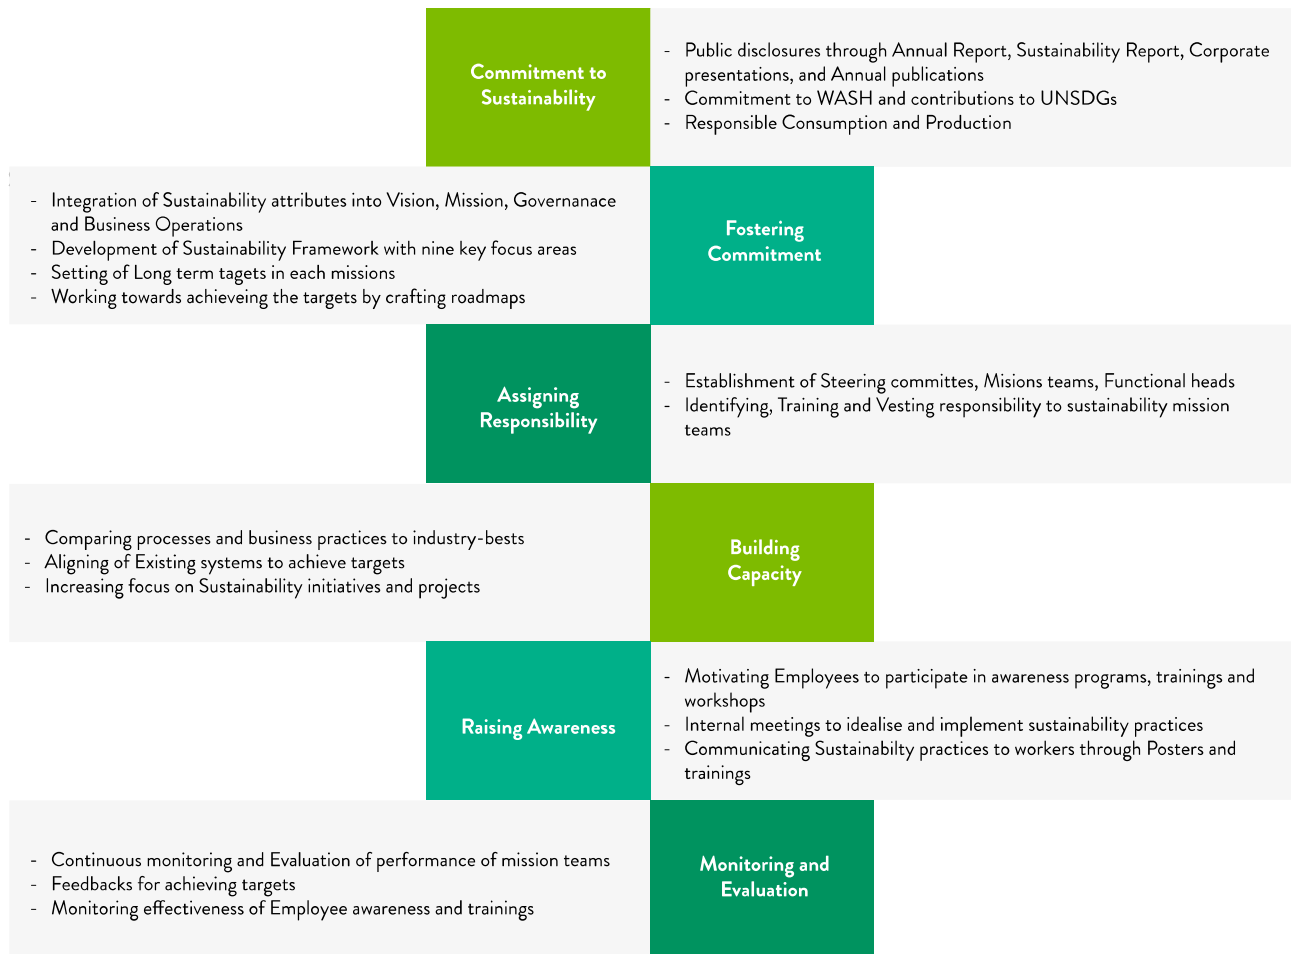 Commitment to
Sustainability
- Public disclosures through Annual Report, Sustainability Report, Corporate
presentations, and Annual publications
- Commitment to WASH and contributions to UNSDGs
- Responsible Consumption and Production
- Integration of Sustainability attributes into Vision, Mission, Governanace
and Business Operations
- Development of Sustainability Framework with nine key focus areas
- Setting of Long term tagets in each missions
- Working towards achieveing the targets by crafting roadmaps
Fostering
Commitment
Assigning
Responsibility
- Establishment of Steering committes, Misions teams, Functional heads
- Identifying, Training and Vesting responsibility to sustainability mission
teams
- Comparing processes and business practices to industry-bests
- Aligning of Existing systems to achieve targets
- Increasing focus on Sustainability initiatives and projects
Building
Capacity
Raising Awareness
- Motivating Employees to participate in awareness programs, trainings and
workshops
- Internal meetings to idealise and implement sustainability practices
- Communicating Sustainabilty practices to workers through Posters and
trainings
- Continuous monitoring and Evaluation of performance of mission teams
- Feedbacks for achieving targets
- Monitoring effectiveness of Employee awareness and trainings
Monitoring and
Evaluation